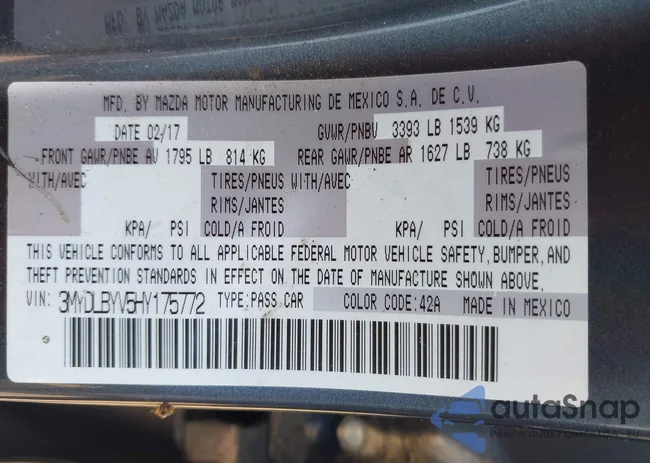 MFD. BY MAZDA MOTOR MANUFACTURING DE MEXICO S.A. DE C.V.
DATE 02/17 GVWR/PNBV 3393 LB 1539 KG
FRONT GAWR/PNBE AV 1795 LB 814 KG REAR GAWR/PNBE AR 1627 LB 738 KG
WITH/AVEC TIRES/PNEUS WITH/AVEC TIRES/PNEUS
RIMS/JANTES RIMS/JANTES
KPA/ PSI COLD/A FROID KPA/ PSI COLD/A FROID
THIS VEHICLE CONFORMS TO ALL APPLICABLE FEDERAL MOTOR VEHICLE SAFETY, BUMPER, AND
THEFT PREVENTION STANDARDS IN EFFECT ON THE DATE OF MANUFACTURE SHOWN ABOVE.
VIN: 3MYDLBYV5HY175772 TYPE:PASS CAR COLOR CODE:42A MADE IN MEXICO
autaSnap